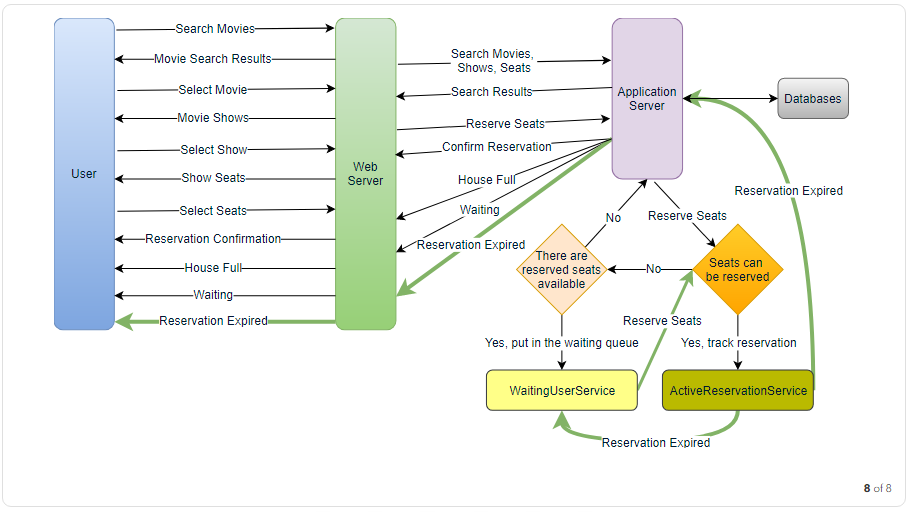 Search Movies
Movie Search Results
Select Movie
Movie Shows
Select Show
Show Seats
Select Seats
Reservation Confirmation
House Full
Waiting
Reservation Expired
User
Web
Server
Search Movies,
Shows, Seats
Search Results
Reserve Seats
Confirm Reservation
House Full
Waiting
Reservation Expired
Application
Server
Databases
Reservation Expired
No
Reserve Seats
There are
reserved seats
available
No
Seats can
be reserved
Reserve Seats
Yes, put in the waiting queue
Yes, track reservation
WaitingUserService
ActiveReservationService
Reservation Expired
8 of 8